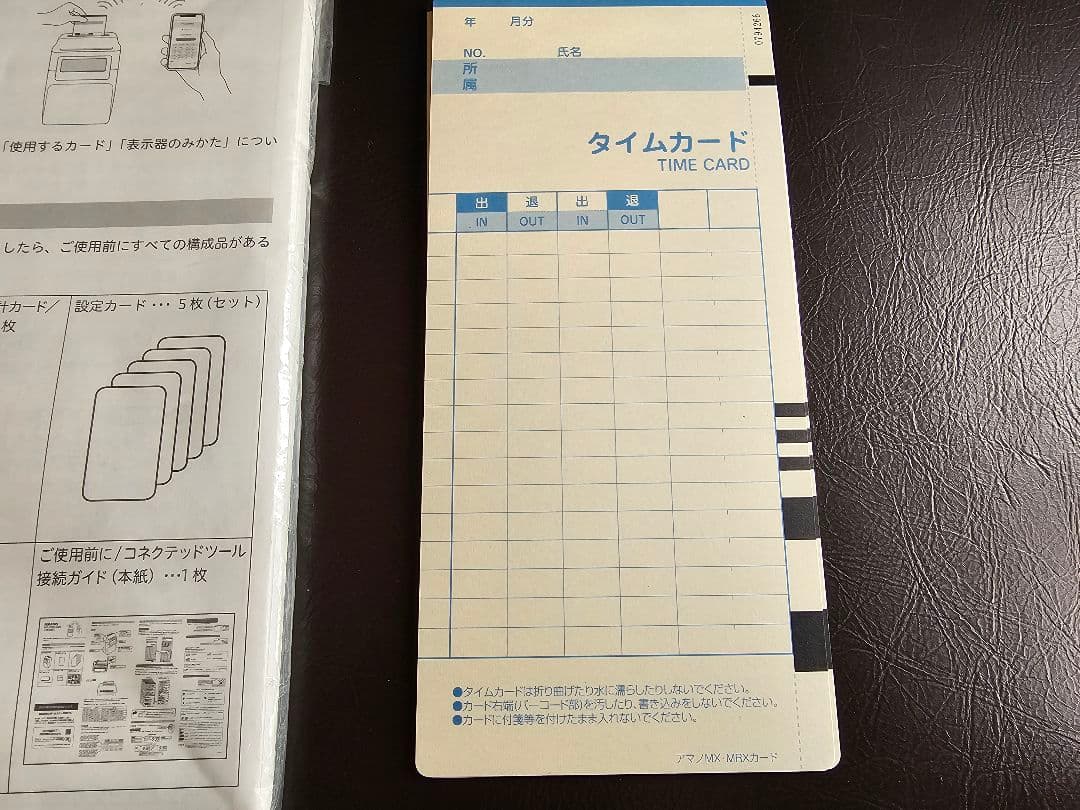 「使用するカード」「表示器のみかた」につい
したら、ご使用前にすべての構成品がある
計カード/
枚
設定カード・・・5枚(セット)
ご使用前に/コネクテッドツール
接続ガイド(本紙)・・・1枚
年 月分
0794266
NO. 氏名
所
属
タイムカード
TIME CARD
出 退 出 退
IN OUT IN OUT
●タイムカードは折り曲げたり水に濡らしたりしないでください。
●カード右端(バーコード部)を汚したり、書き込みをしないでください。
●カードに付箋等を付けたまま入れないでください。
アマノMX・MRXカード